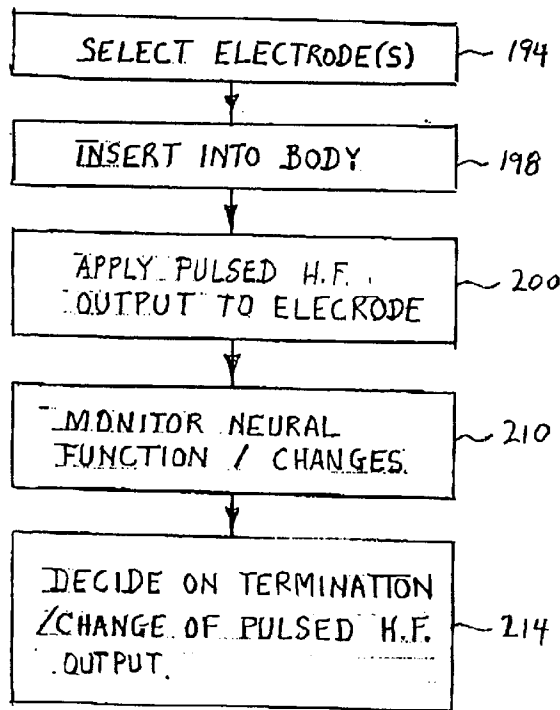 SELECT ELECTRODE(S)
194
INSERT INTO BODY
198
APPLY PULSED H.F.
OUTPUT TO ELECRODE
200
MONITOR NEURAL
FUNCTION / CHANGES.
210
DECIDE ON TERMINATION
/CHANGE OF PULSED H.F.
OUTPUT.
214